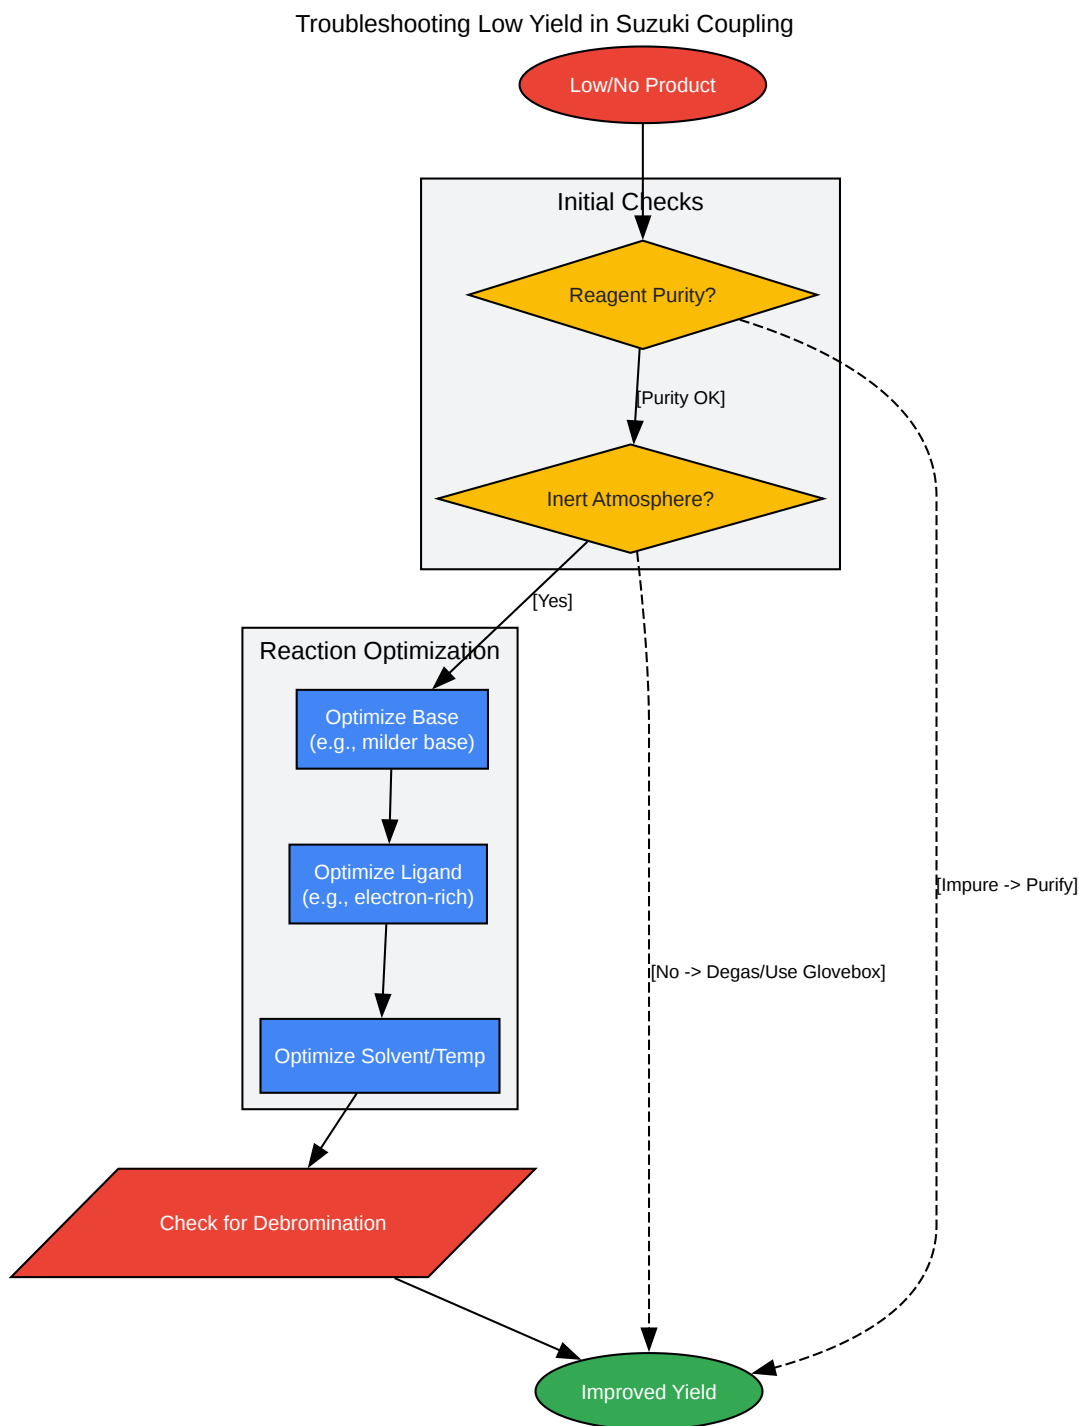 Troubleshooting Low Yield in Suzuki Coupling
Low/No Product
Initial Checks
Reagent Purity?
[Purity OK]
Inert Atmosphere?
[Yes]
Reaction Optimization
Optimize Base
(e.g., milder base)
Optimize Ligand
(e.g., electron-rich)
[Impure -> Purify]
[No -> Degas/Use Glovebox]
Optimize Solvent/Temp
Check for Debromination
Improved Yield